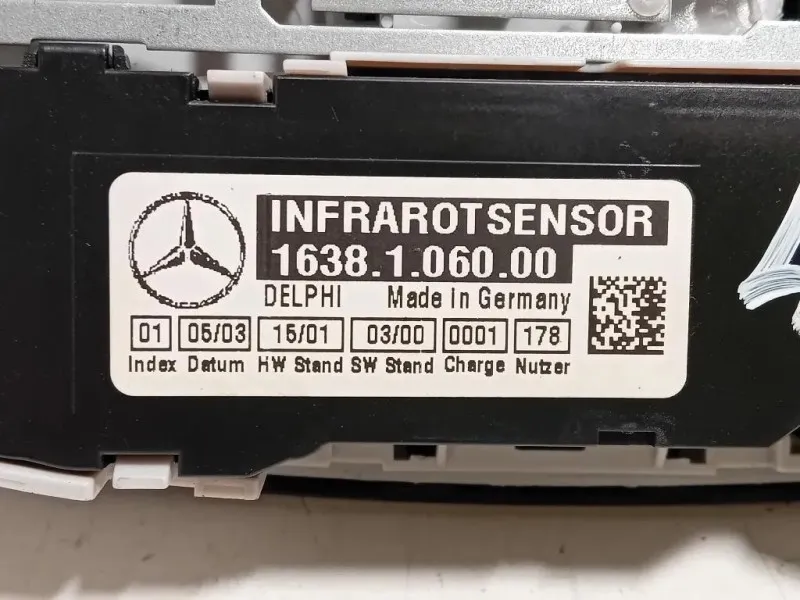 INFRAROTSENSOR
1638.1.060.00
DELPHI Made in Germany
01 05/03 15/01 03/00 0001 178
Index Datum HW Stand SW Stand Charge Nutzer